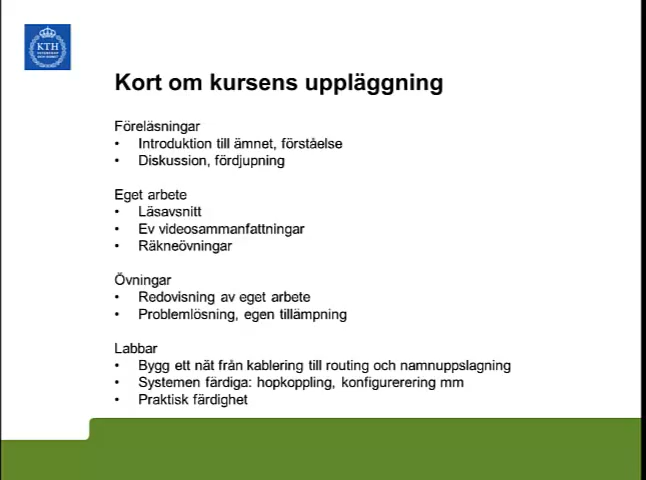 KTH
Kort om kursens uppläggning
Föreläsningar
• Introduktion till ämnet, förståelse
• Diskussion, fördjupning
Eget arbete
• Läsavsnitt
• Ev videosammanfattningar
• Räkneövningar
Övningar
• Redovisning av eget arbete
• Problemlösning, egen tillämpning
Labbar
• Bygg ett nät från kablering till routing och namnuppslagning
• Systemen färdiga: hopkoppling, konfigurerering mm
• Praktisk färdighet